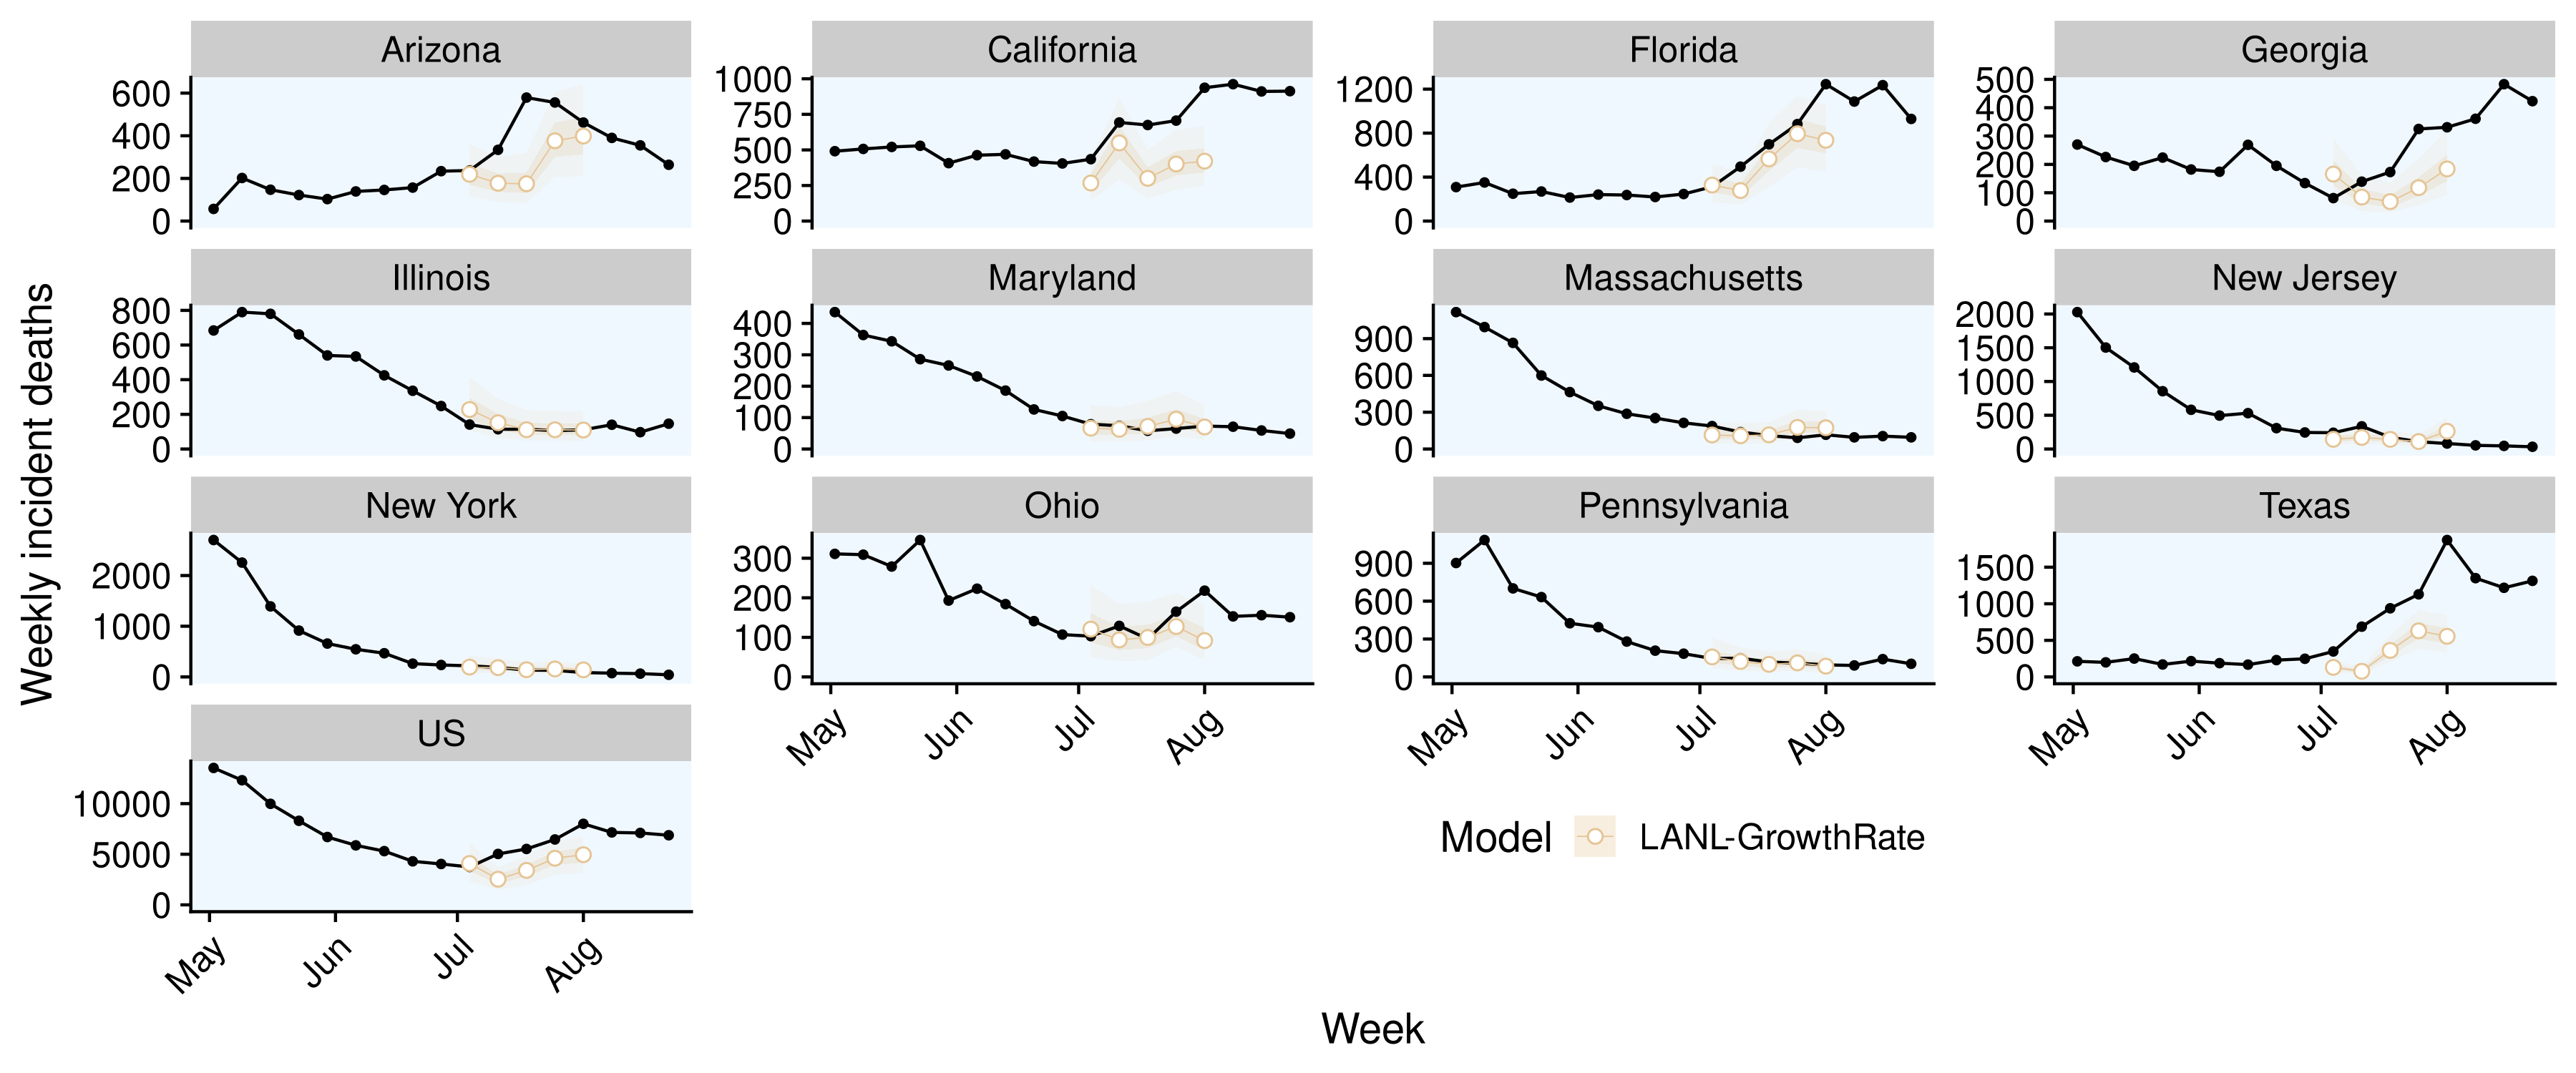 Weekly incident deaths
Arizona
600
400
200
0
California
1000
750
500
250
0
Florida
1200
800
400
0
Georgia
500
400
300
200
100
0
Illinois
800
600
400
200
0
Maryland
400
300
200
100
0
Massachusetts
900
600
300
0
New Jersey
2000
1500
1000
500
0
New York
2000
1000
0
Ohio
300
200
100
0
May Jun Jul Aug
Pennsylvania
900
600
300
0
May Jun Jul Aug
Texas
1500
1000
500
0
May Jun Jul Aug
US
10000
5000
0
May Jun Jul Aug
Model LANL-GrowthRate
Week